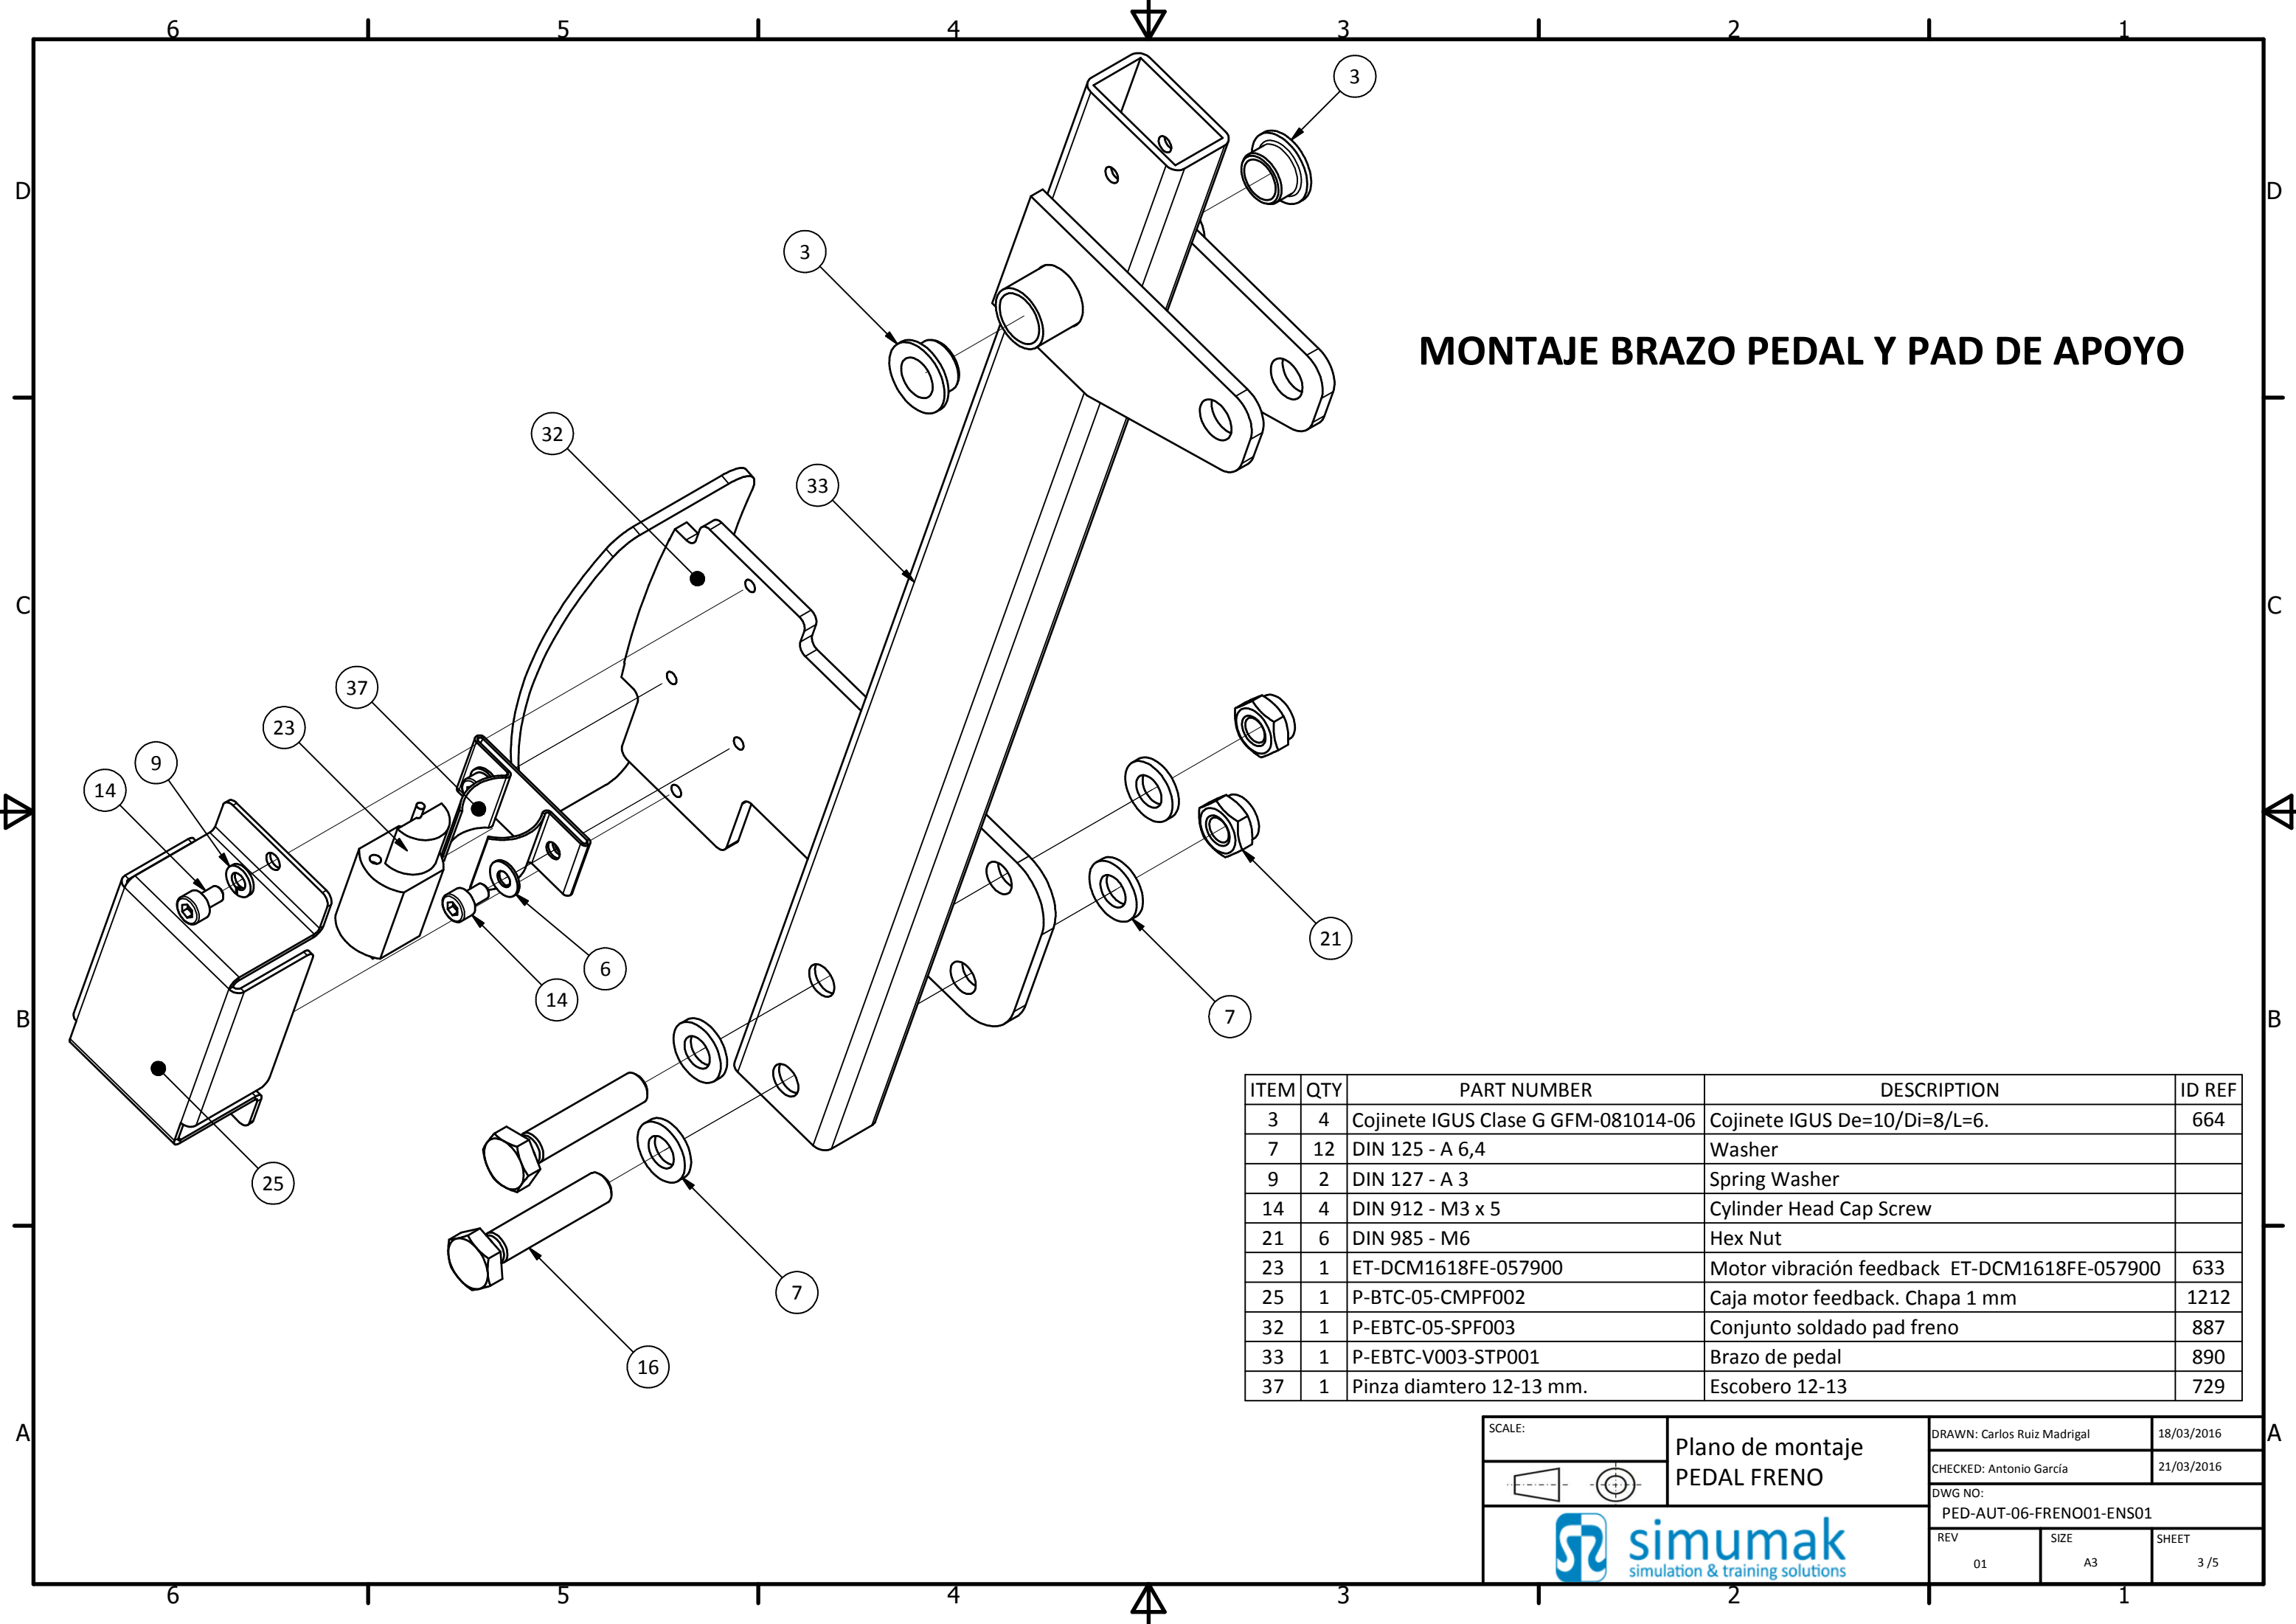 6 5 4 3 2 1
3
D D
3
MONTAJE BRAZO PEDAL Y PAD DE APOYO
32
33
C C
37
23
9
14
6
21
14
7
B B
25
7
16
ITEM QTY PART NUMBER DESCRIPTION ID REF
3 4 Cojinete IGUS Clase G GFM-081014-06 Cojinete IGUS De=10/Di=8/L=6. 664
7 12 DIN 125 - A 6,4 Washer
9 2 DIN 127 - A 3 Spring Washer
14 4 DIN 912 - M3 x 5 Cylinder Head Cap Screw
21 6 DIN 985 - M6 Hex Nut
23 1 ET-DCM1618FE-057900 Motor vibración feedback ET-DCM1618FE-057900 633
25 1 P-BTC-05-CMPF002 Caja motor feedback. Chapa 1 mm 1212
32 1 P-EBTC-05-SPF003 Conjunto soldado pad freno 887
33 1 P-EBTC-V003-STP001 Brazo de pedal 890
37 1 Pinza diamtero 12-13 mm. Escobero 12-13 729
A A
SCALE:
Plano de montaje
PEDAL FRENO
DRAWN: Carlos Ruiz Madrigal 18/03/2016
CHECKED: Antonio García 21/03/2016
DWG NO:
PED-AUT-06-FRENO01-ENS01
REV SIZE SHEET
01 A3 3 /5
simumak
simulation & training solutions
6 5 4 3 2 1